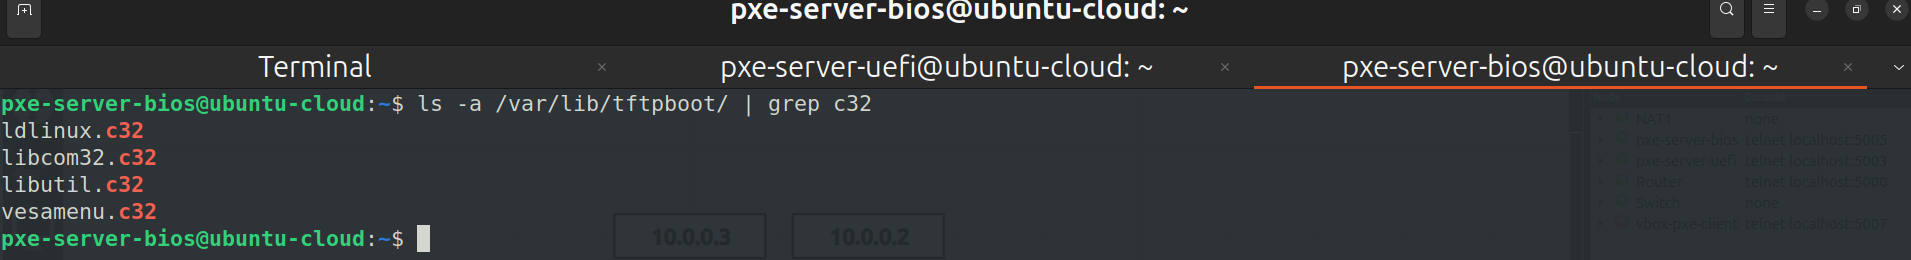 pxe-server-bios@ubuntu-cloud: ~
Terminal
pxe-server-uefi@ubuntu-cloud: ~
pxe-server-bios@ubuntu-cloud: ~
pxe-server-bios@ubuntu-cloud:~$ ls -a /var/lib/tftpboot/ | grep c32
ldlinux.c32
libcom32.c32
libutil.c32
vesamenu.c32
pxe-server-bios@ubuntu-cloud:~$
10.0.0.3
10.0.0.2
Node
NAT1 none
pxe-server-bios telnet localhost:5005
pxe-server-uefi telnet localhost:5003
Router telnet localhost:5000
Switch none
vbox-pxe-client telnet localhost:5007